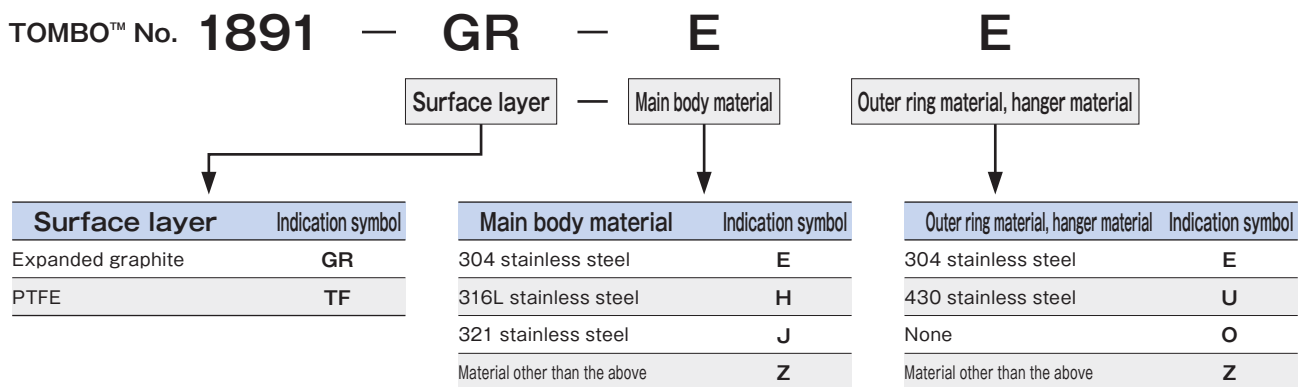 TOMBO™ No. 1891 — GR — E E
Surface layer — Main body material Outer ring material, hanger material
Surface layer Indication symbol
Expanded graphite GR
PTFE TF
Main body material Indication symbol
304 stainless steel E
316L stainless steel H
321 stainless steel J
Material other than the above Z
Outer ring material, hanger material Indication symbol
304 stainless steel E
430 stainless steel U
None O
Material other than the above Z